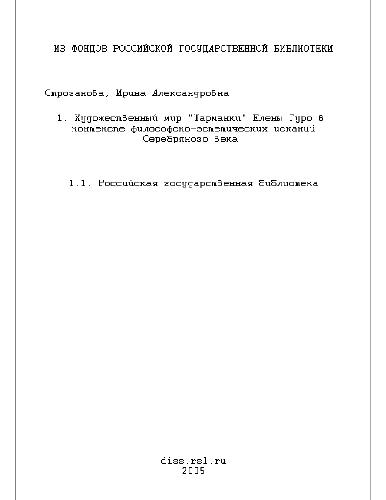 ИЗ ФОНДОВ РОССИЙСКОЙ ГОСУДАРСТВЕННОЙ БИБЛИОТЕКИ
Строганова, Ирина Александровна
1. Художественный мир "Шарманки" Елены Гуро в
контексте философско-эстетических исканий
Серебряного века
1.1. Российская государственная библиотека
diss.rsl.ru
2005